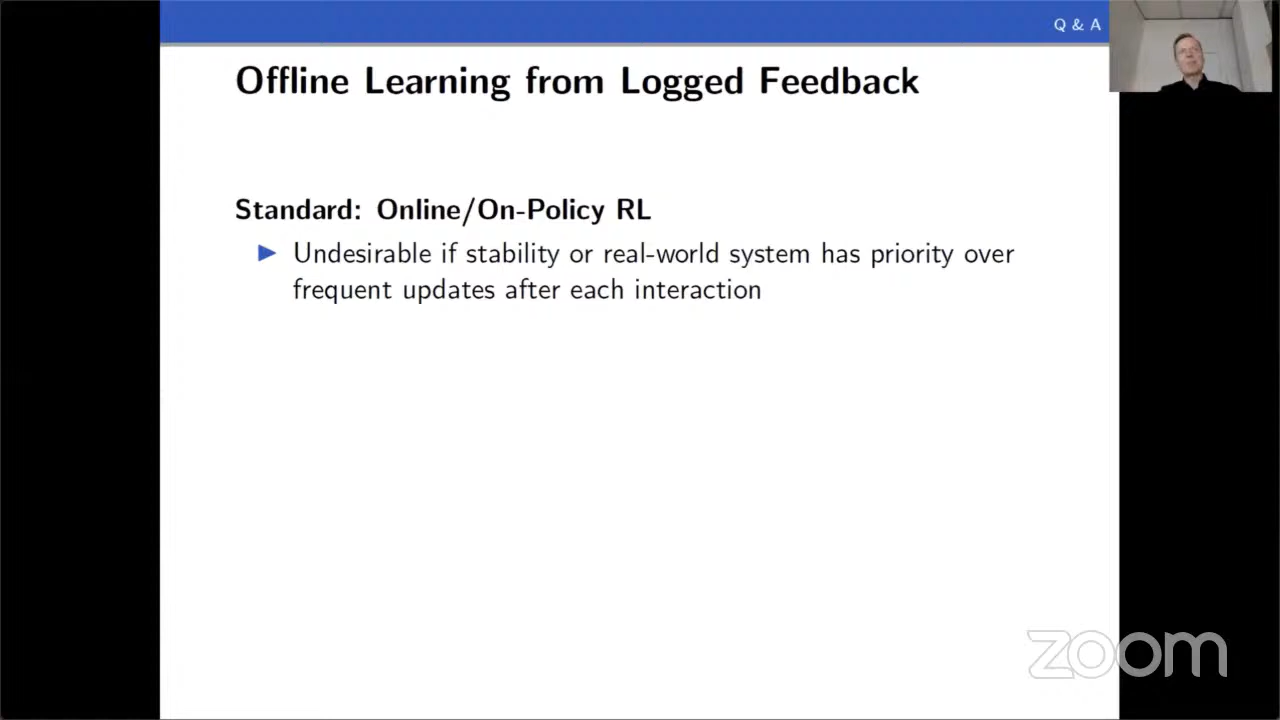 Q & A
Offline Learning from Logged Feedback
Standard: Online/On-Policy RL
Undesirable if stability or real-world system has priority over
frequent updates after each interaction
zoom